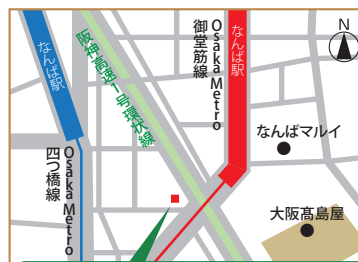 なんば駅
Osaka Metro
四つ橋線
阪神高速1号環状線
Osaka Metro
御堂筋線
なんば駅
N
なんばマルイ
大阪髙島屋